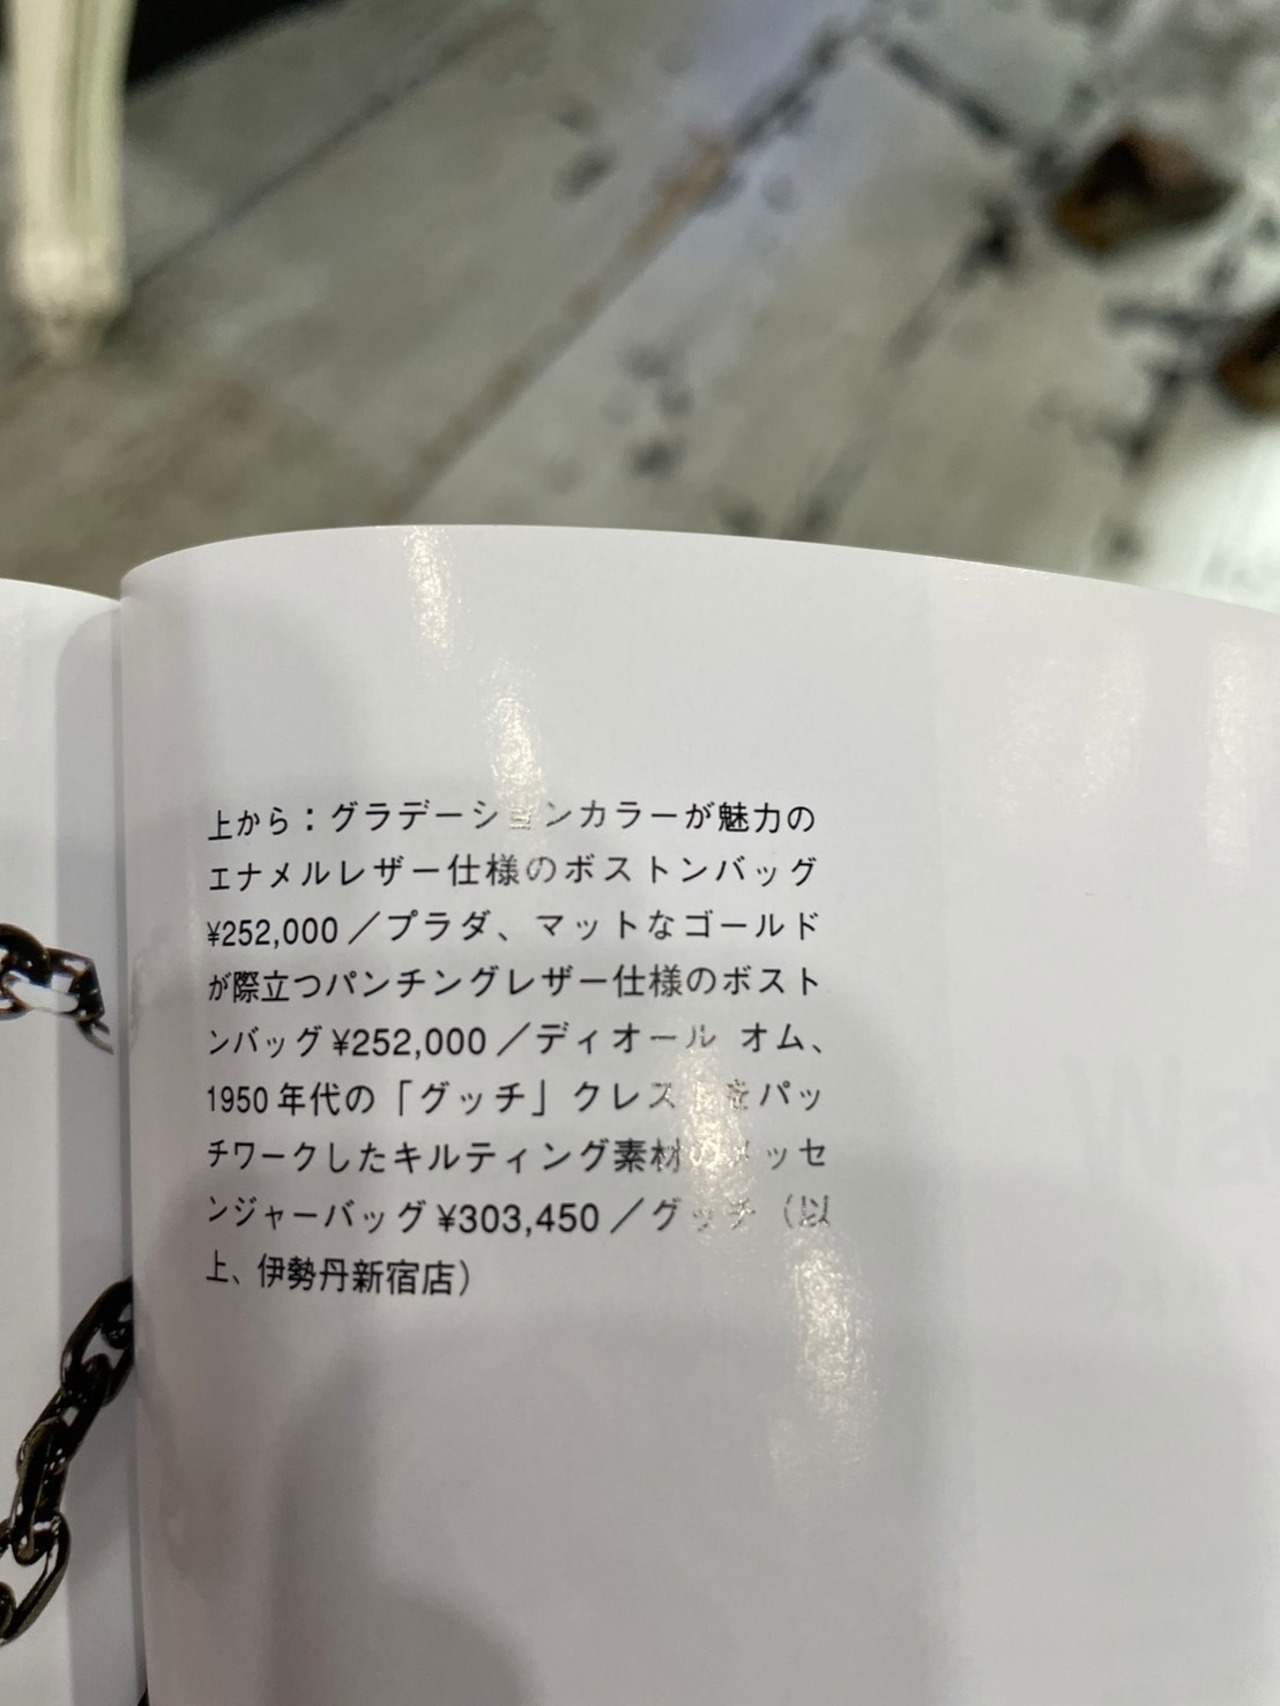 上から：グラデーションカラーが魅力の
エナメルレザー仕様のボストンバッグ
¥252,000／プラダ、マットなゴールド
が際立つパンチングレザー仕様のボスト
ンバッグ¥252,000／ディオール オム、
1950年代の「グッチ」クレストをパッ
チワークしたキルティング素材のメッセ
ンジャーバッグ¥303,450／グッチ（以
上、伊勢丹新宿店）